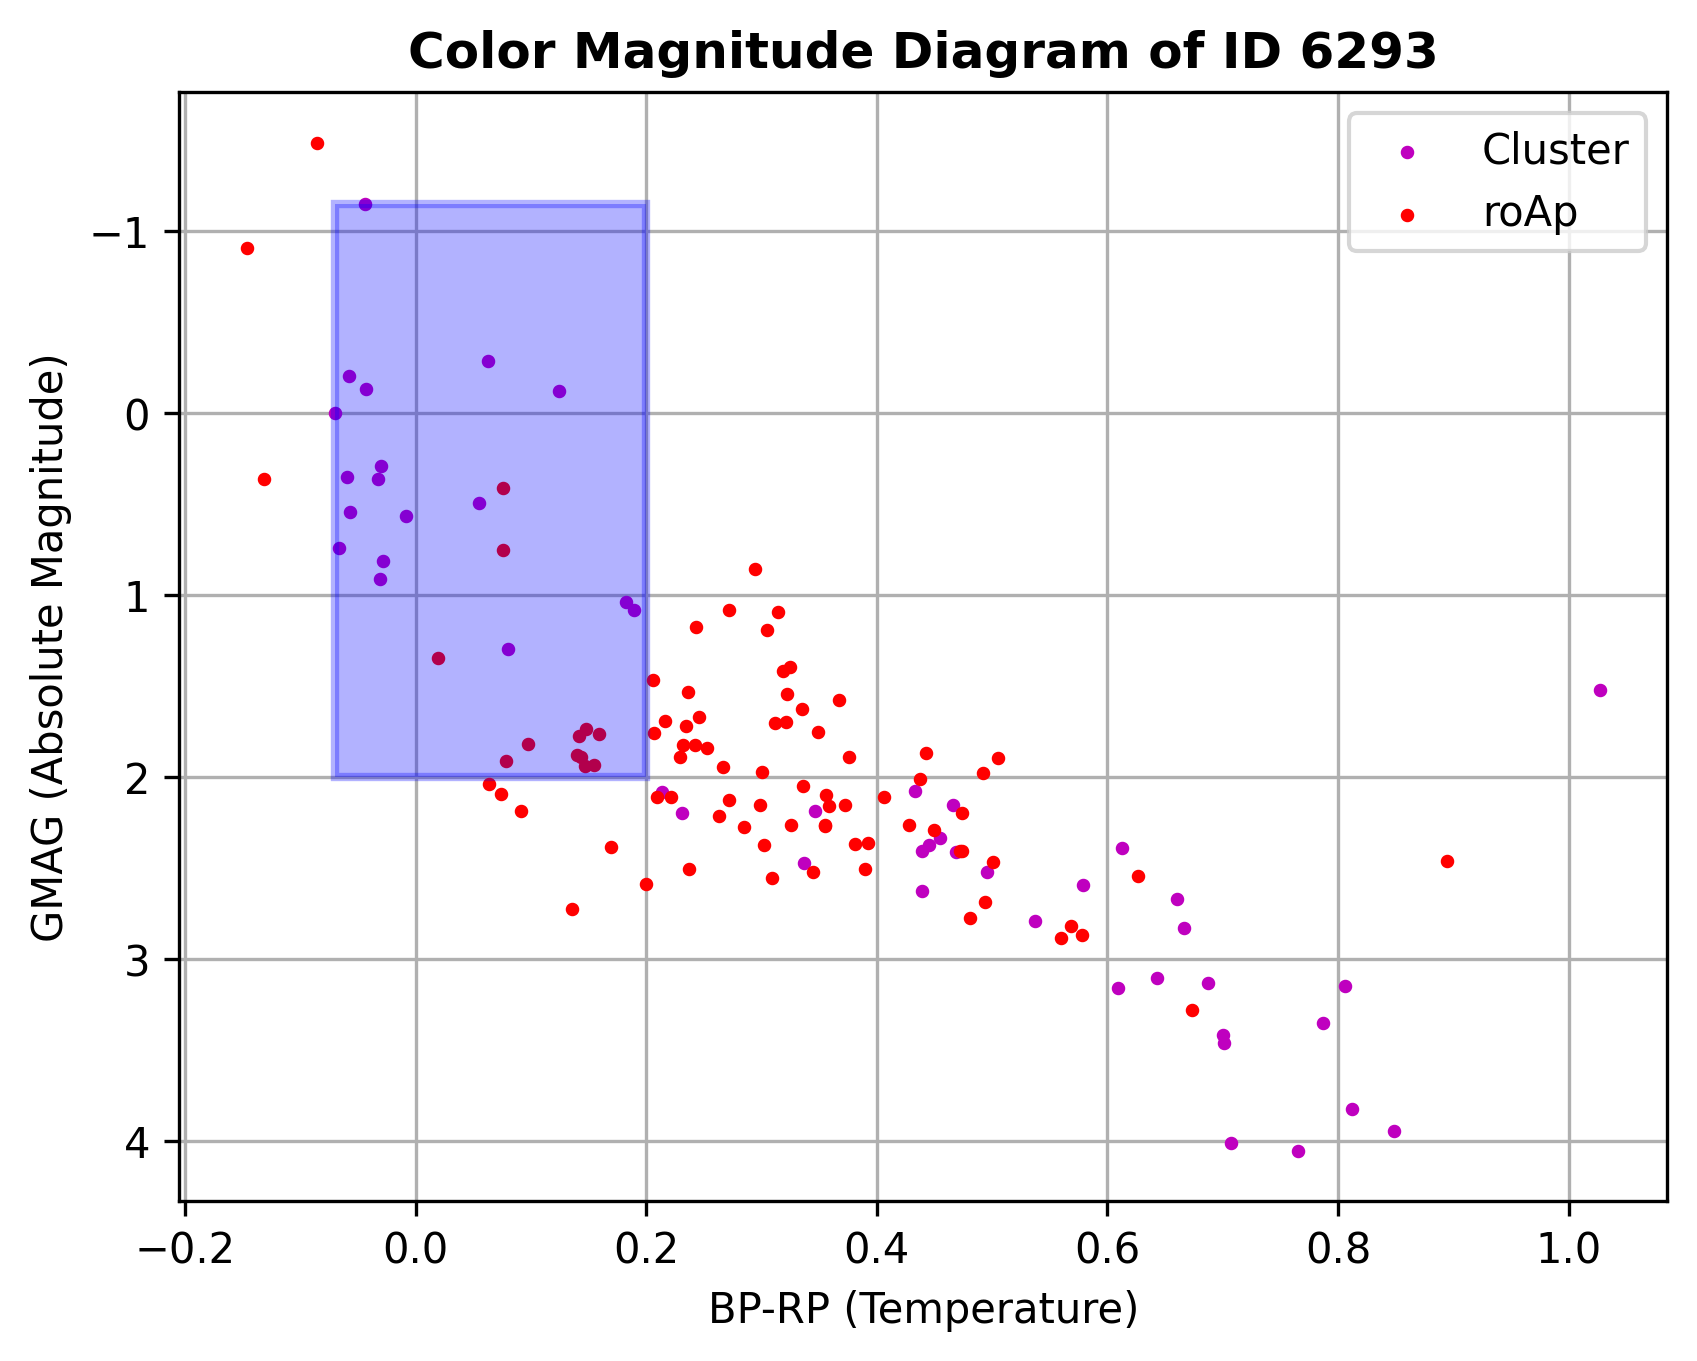 Color Magnitude Diagram of ID 6293
Cluster
roAp
GMAG (Absolute Magnitude)
−1
0
1
2
3
4
−0.2 0.0 0.2 0.4 0.6 0.8 1.0
BP-RP (Temperature)